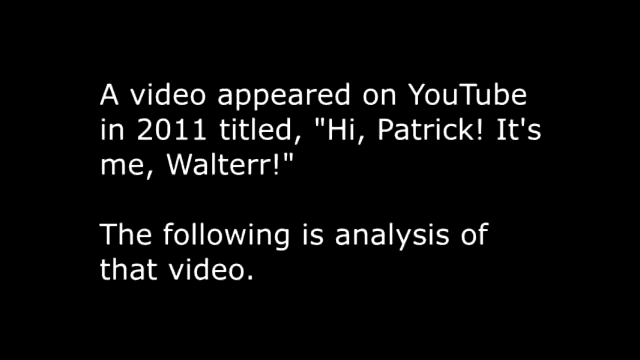 A video appeared on YouTube
in 2011 titled, "Hi, Patrick! It's
me, Walterr!"
The following is analysis of
that video.